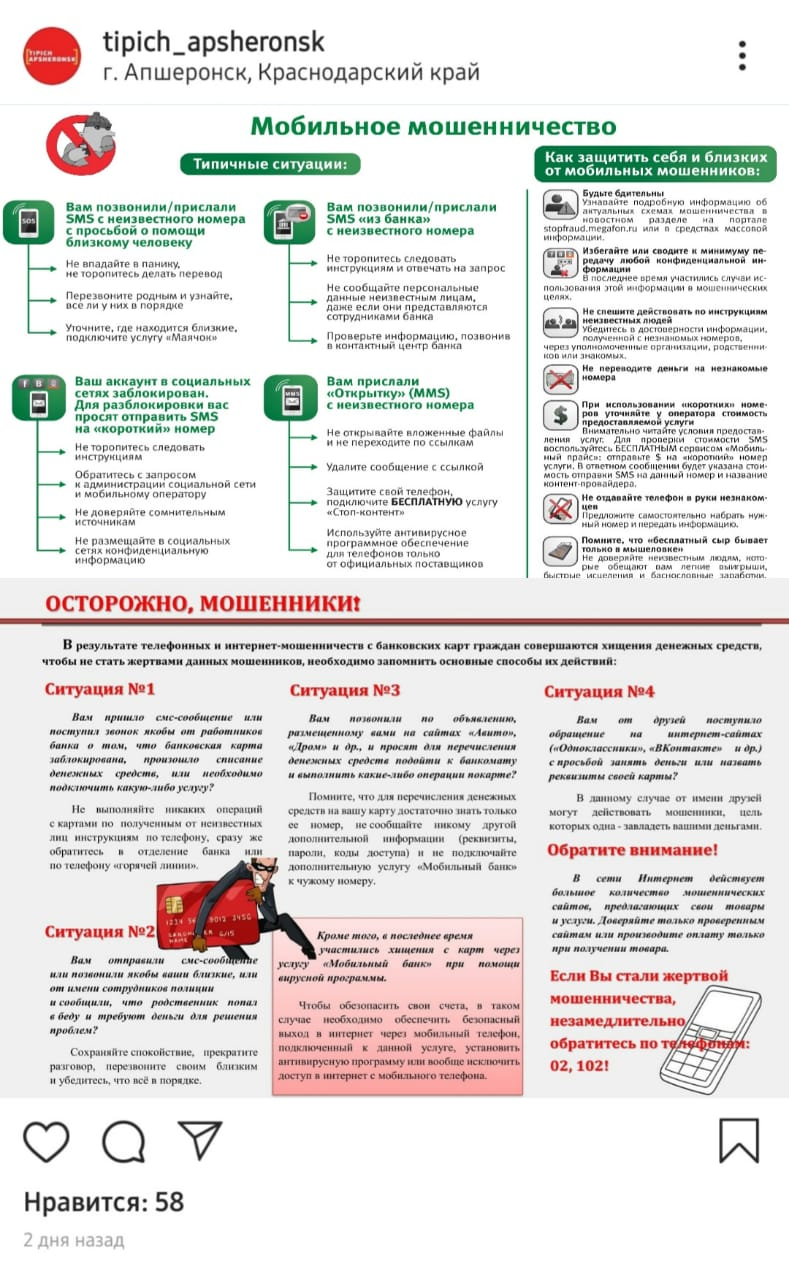 TIPICH
APSHERONSK
tipich_apsheronsk
г. Апшеронск, Краснодарский край
Мобильное мошенничество
Типичные ситуации:
SOS
Вам позвонили/прислали
SMS с неизвестного номера
с просьбой о помощи
близкому человеку
Не впадайте в панику,
не торопитесь делать перевод
Перезвоните родным и узнайте,
все ли у них в порядке
Уточните, где находится близкие,
подключите услугу «Маячок»
Вам позвонили/прислали
SMS «из банка»
с неизвестного номера
Не торопитесь следовать
инструкциям и отвечать на запрос
Не сообщайте персональные
данные неизвестным лицам,
даже если они представляются
сотрудниками банка
Проверьте информацию, позвонив
в контактный центр банка
Ваш аккаунт в социальных
сетях заблокирован.
Для разблокировки вас
просят отправить SMS
на «короткий» номер
Не торопитесь следовать
инструкциям
Обратитесь с запросом
к администрации социальной сети
и мобильному оператору
Не доверяйте сомнительным
источникам
Не размещайте в социальных
сетях конфиденциальную
информацию
MMS
Вам прислали
«Открытку» (MMS)
с неизвестного номера
Не открывайте вложенные файлы
и не переходите по ссылкам
Удалите сообщение с ссылкой
Защитите свой телефон,
подключите БЕСПЛАТНУЮ услугу
«Стоп-контент»
Используйте антивирусное
программное обеспечение
для телефонов только
от официальных поставщиков
Как защитить себя и близких
от мобильных мошенников:
Будьте бдительны
Узнавайте подробную информацию об
актуальных схемах мошенничества в
новостном разделе на портале
stopfraud.megafon.ru или в средствах массовой
информации.
Избегайте или сводите к минимуму пе-
редачу любой конфиденциальной ин-
формации
В последнее время участились случаи ис-
пользования этой информации в мошеннических
целях.
Не спешите действовать по инструкциям
неизвестных людей
Убедитесь в достоверности информации,
полученной с незнакомых номеров,
через уполномоченные организации, родственни-
ков или знакомых.
Не переводите деньги на незнакомые
номера
$
При использовании «коротких» номе-
ров уточняйте у оператора стоимость
предоставляемой услуги
Внимательно читайте условия предостав-
ления услуг. Для проверки стоимости SMS
воспользуйтесь БЕСПЛАТНЫМ сервисом «Мобиль-
ный прайс»: отправьте $ на «короткий» номер
услуги. В ответном сообщении будет указана стои-
мость отправки SMS на данный номер и название
контент-провайдера.
Не отдавайте телефон в руки незнаком-
цев
Предложите самостоятельно набрать нуж-
ный номер и передать информацию.
Помните, что «бесплатный сыр бывает
только в мышеловке»
Не доверяйте неизвестным людям, кото-
рые обещают вам легкие выигрыши,
быстрые исцеления и баснословные заработки.
ОСТОРОЖНО, МОШЕННИКИ!
В результате телефонных и интернет-мошенничеств с банковских карт граждан совершаются хищения денежных средств,
чтобы не стать жертвами данных мошенников, необходимо запомнить основные способы их действий:
Ситуация №1
Вам пришло смс-сообщение или
поступил звонок якобы от работников
банка о том, что банковская карта
заблокирована, произошло списание
денежных средств, или необходимо
подключить какую-либо услугу?
Не выполняйте никаких операций
с картами по полученным от неизвестных
лиц инструкциям по телефону, сразу же
обратитесь в отделение банка или
по телефону «горячей линии».
Ситуация №2
Вам отправили смс-сообщение
или позвонили якобы ваши близкие, или
от имени сотрудников полиции
и сообщили, что родственник попал
в беду и требуют деньги для решения
проблем?
Сохраняйте спокойствие, прекратите
разговор, перезвоните своим близким
и убедитесь, что всё в порядке.
Ситуация №3
Вам позвонили по объявлению,
размещенному вами на сайтах «Авито»,
«Дром» и др., и просят для перечисления
денежных средств подойти к банкомату
и выполнить какие-либо операции по карте?
Помните, что для перечисления денежных
средств на вашу карту достаточно знать только
ее номер, не сообщайте никому другой
дополнительной информации (реквизиты,
пароли, коды доступа) и не подключайте
дополнительную услугу «Мобильный банк»
к чужому номеру.
Кроме того, в последнее время
участились хищения с карт через
услугу «Мобильный банк» при помощи
вирусной программы.
Чтобы обезопасить свои счета, в таком
случае необходимо обеспечить безопасный
выход в интернет через мобильный телефон,
подключенный к данной услуге, установить
антивирусную программу или вообще исключить
доступ в интернет с мобильного телефона.
Ситуация №4
Вам от друзей поступило
обращение на интернет-сайтах
(«Одноклассники», «ВКонтакте» и др.)
с просьбой занять деньги или назвать
реквизиты своей карты?
В данному случае от имени друзей
могут действовать мошенники, цель
которых одна - завладеть вашими деньгами.
Обратите внимание!
В сети Интернет действует
большое количество мошеннических
сайтов, предлагающих свои товары
и услуги. Доверяйте только проверенным
сайтам или производите оплату только
при получении товара.
Если Вы стали жертвой
мошенничества,
незамедлительно
обратитесь по телефонам:
02, 102!
Нравится: 58
2 дня назад